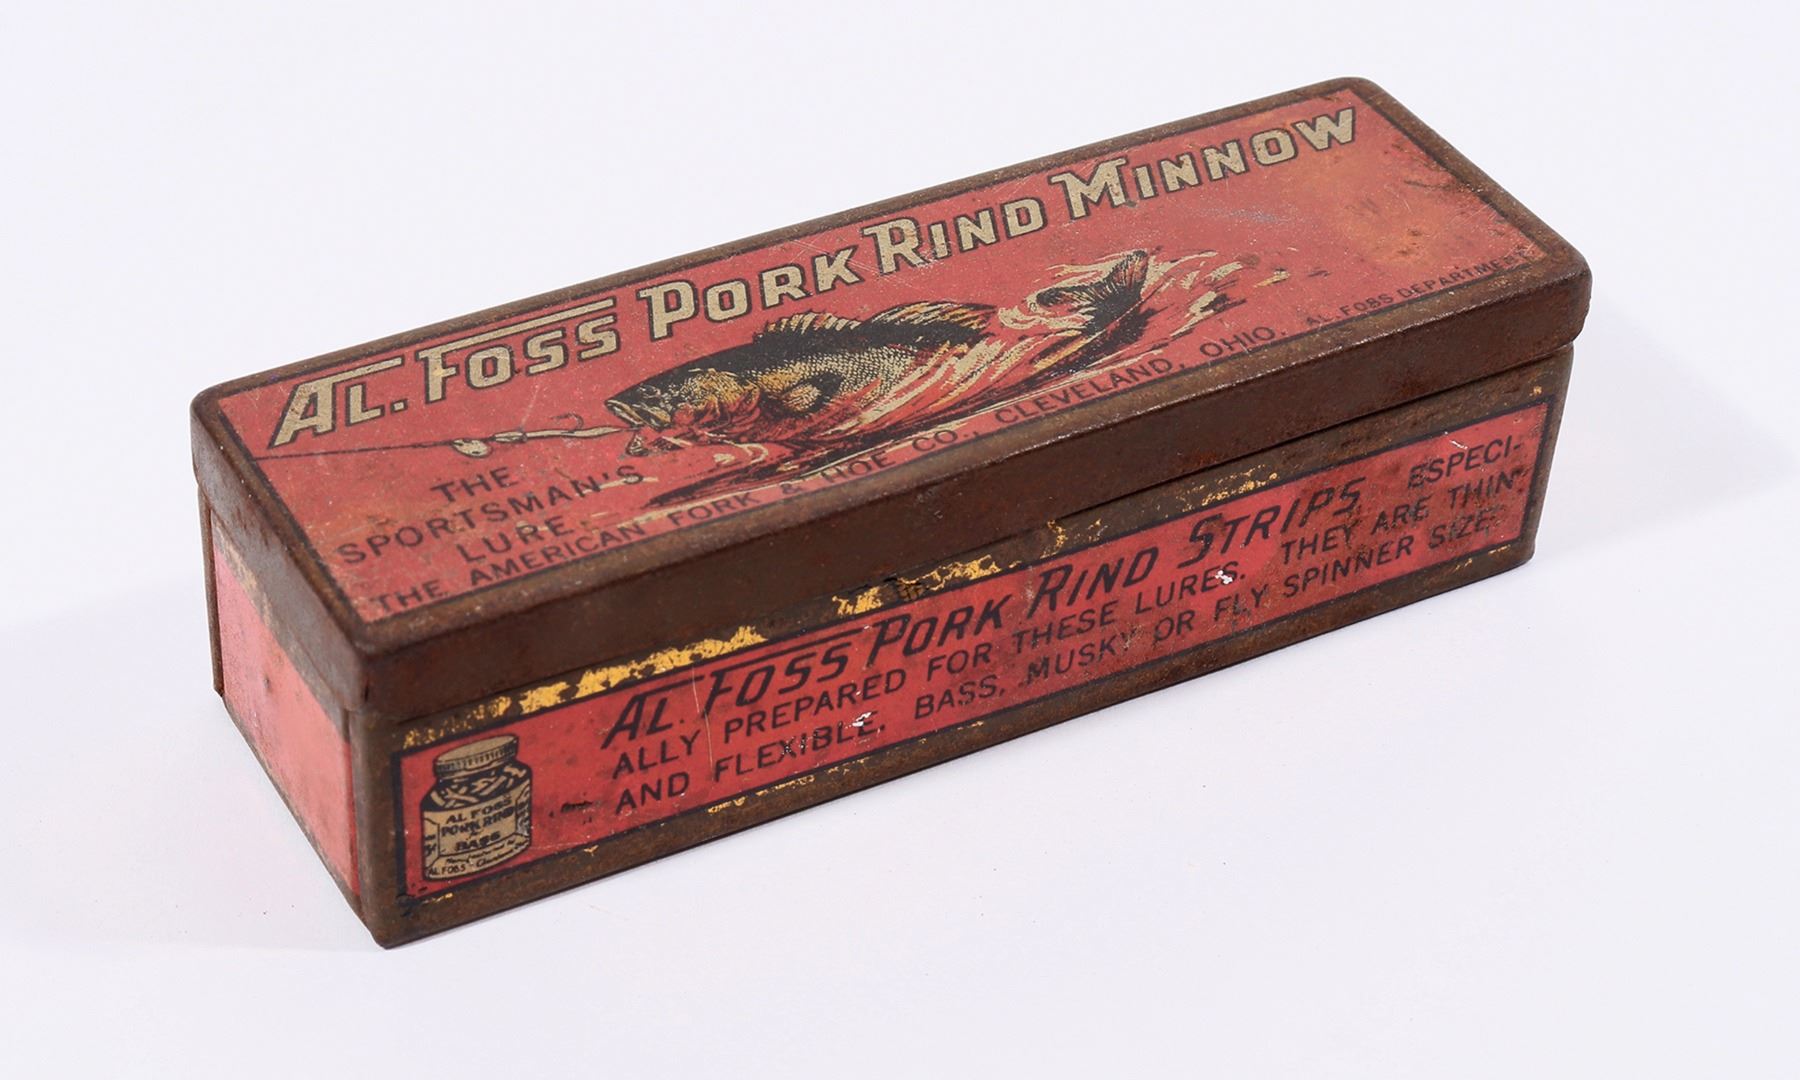 AL. FOSS PORK RIND MINNOW
THE
SPORTSMAN'S
LURE.
THE AMERICAN FORK & HOE CO., CLEVELAND, OHIO. AL. FOSS DEPARTMENT
AL FOSS PORK RIND STRIPS ESPECI-
ALLY PREPARED FOR THESE LURES. THEY ARE THIN
AND FLEXIBLE. BASS, MUSKY OR FLY SPINNER SIZE.
AL FOSS
PORK RIND
BASS
AL FOSS